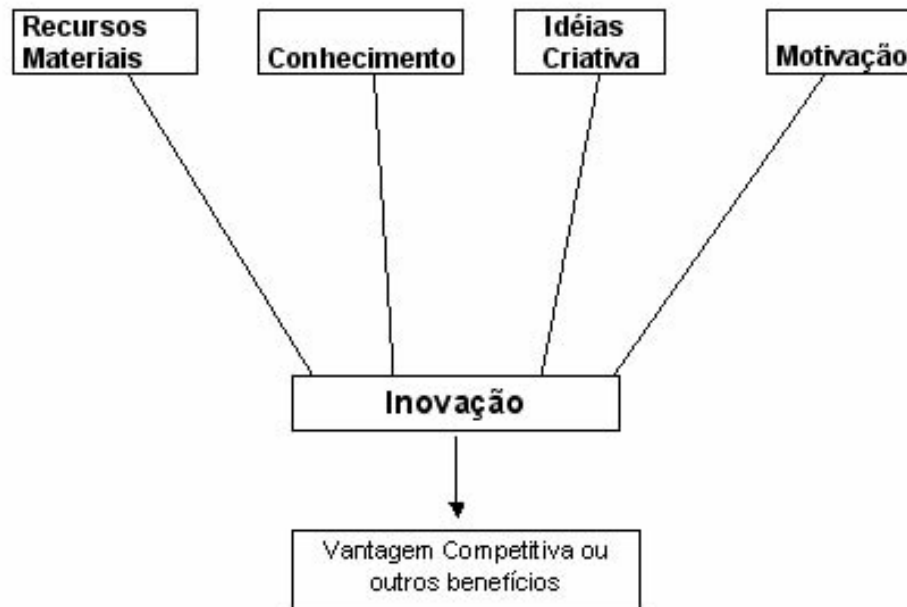 Recursos
Materiais
Conhecimento
Idéias
Criativa
Motivação
Inovação
Vantagem Competitiva ou
outros benefícios